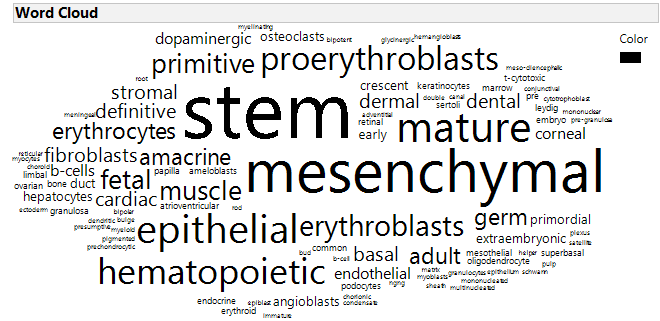 Word Cloud
Color
myelinating
dopaminergic osteoclasts bipotent glycinergic hemangioblasts
primitive proerythroblasts
root meso-diencephalic
t-cytotoxic
stromal crescent keratinocytes marrow conjunctival
stem
dermal double canal dental pre cytotrophoblast
sertoli leydig mononuclear
meningeal definitive adventitial embryo pre-granulosa
retinal
erythrocytes early mature corneal
reticular fibroblasts amacrine
myocytes
choroid
limbal b-cells papilla ameloblasts mesenchymal
ovarian bone duct fetal muscle
hepatocytes cardiac
ectoderm granulosa bipolar atrioventricular rod
dendritic bulge epithelial erythroblasts germ primordial
presumptive myeloid
pigmented extraembryonic plexus
satellite
prechondrocytic bud common basal adult mesothelial helper superbasal
b-cell oligodendrocyte pulp
hematopoietic endothelial matrix granulocytes epithelium schwann
myoblasts mononucleated
podocytes ngng sheath multinucleated
endocrine epiblast angioblasts chorionic
condensate
erythroid immature